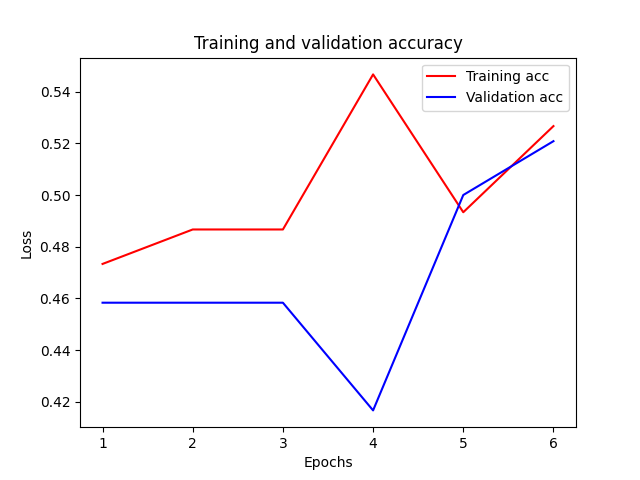 Training and validation accuracy
Training acc
Validation acc
0.54
0.52
0.50
0.48
0.46
0.44
0.42
Loss
1 2 3 4 5 6
Epochs